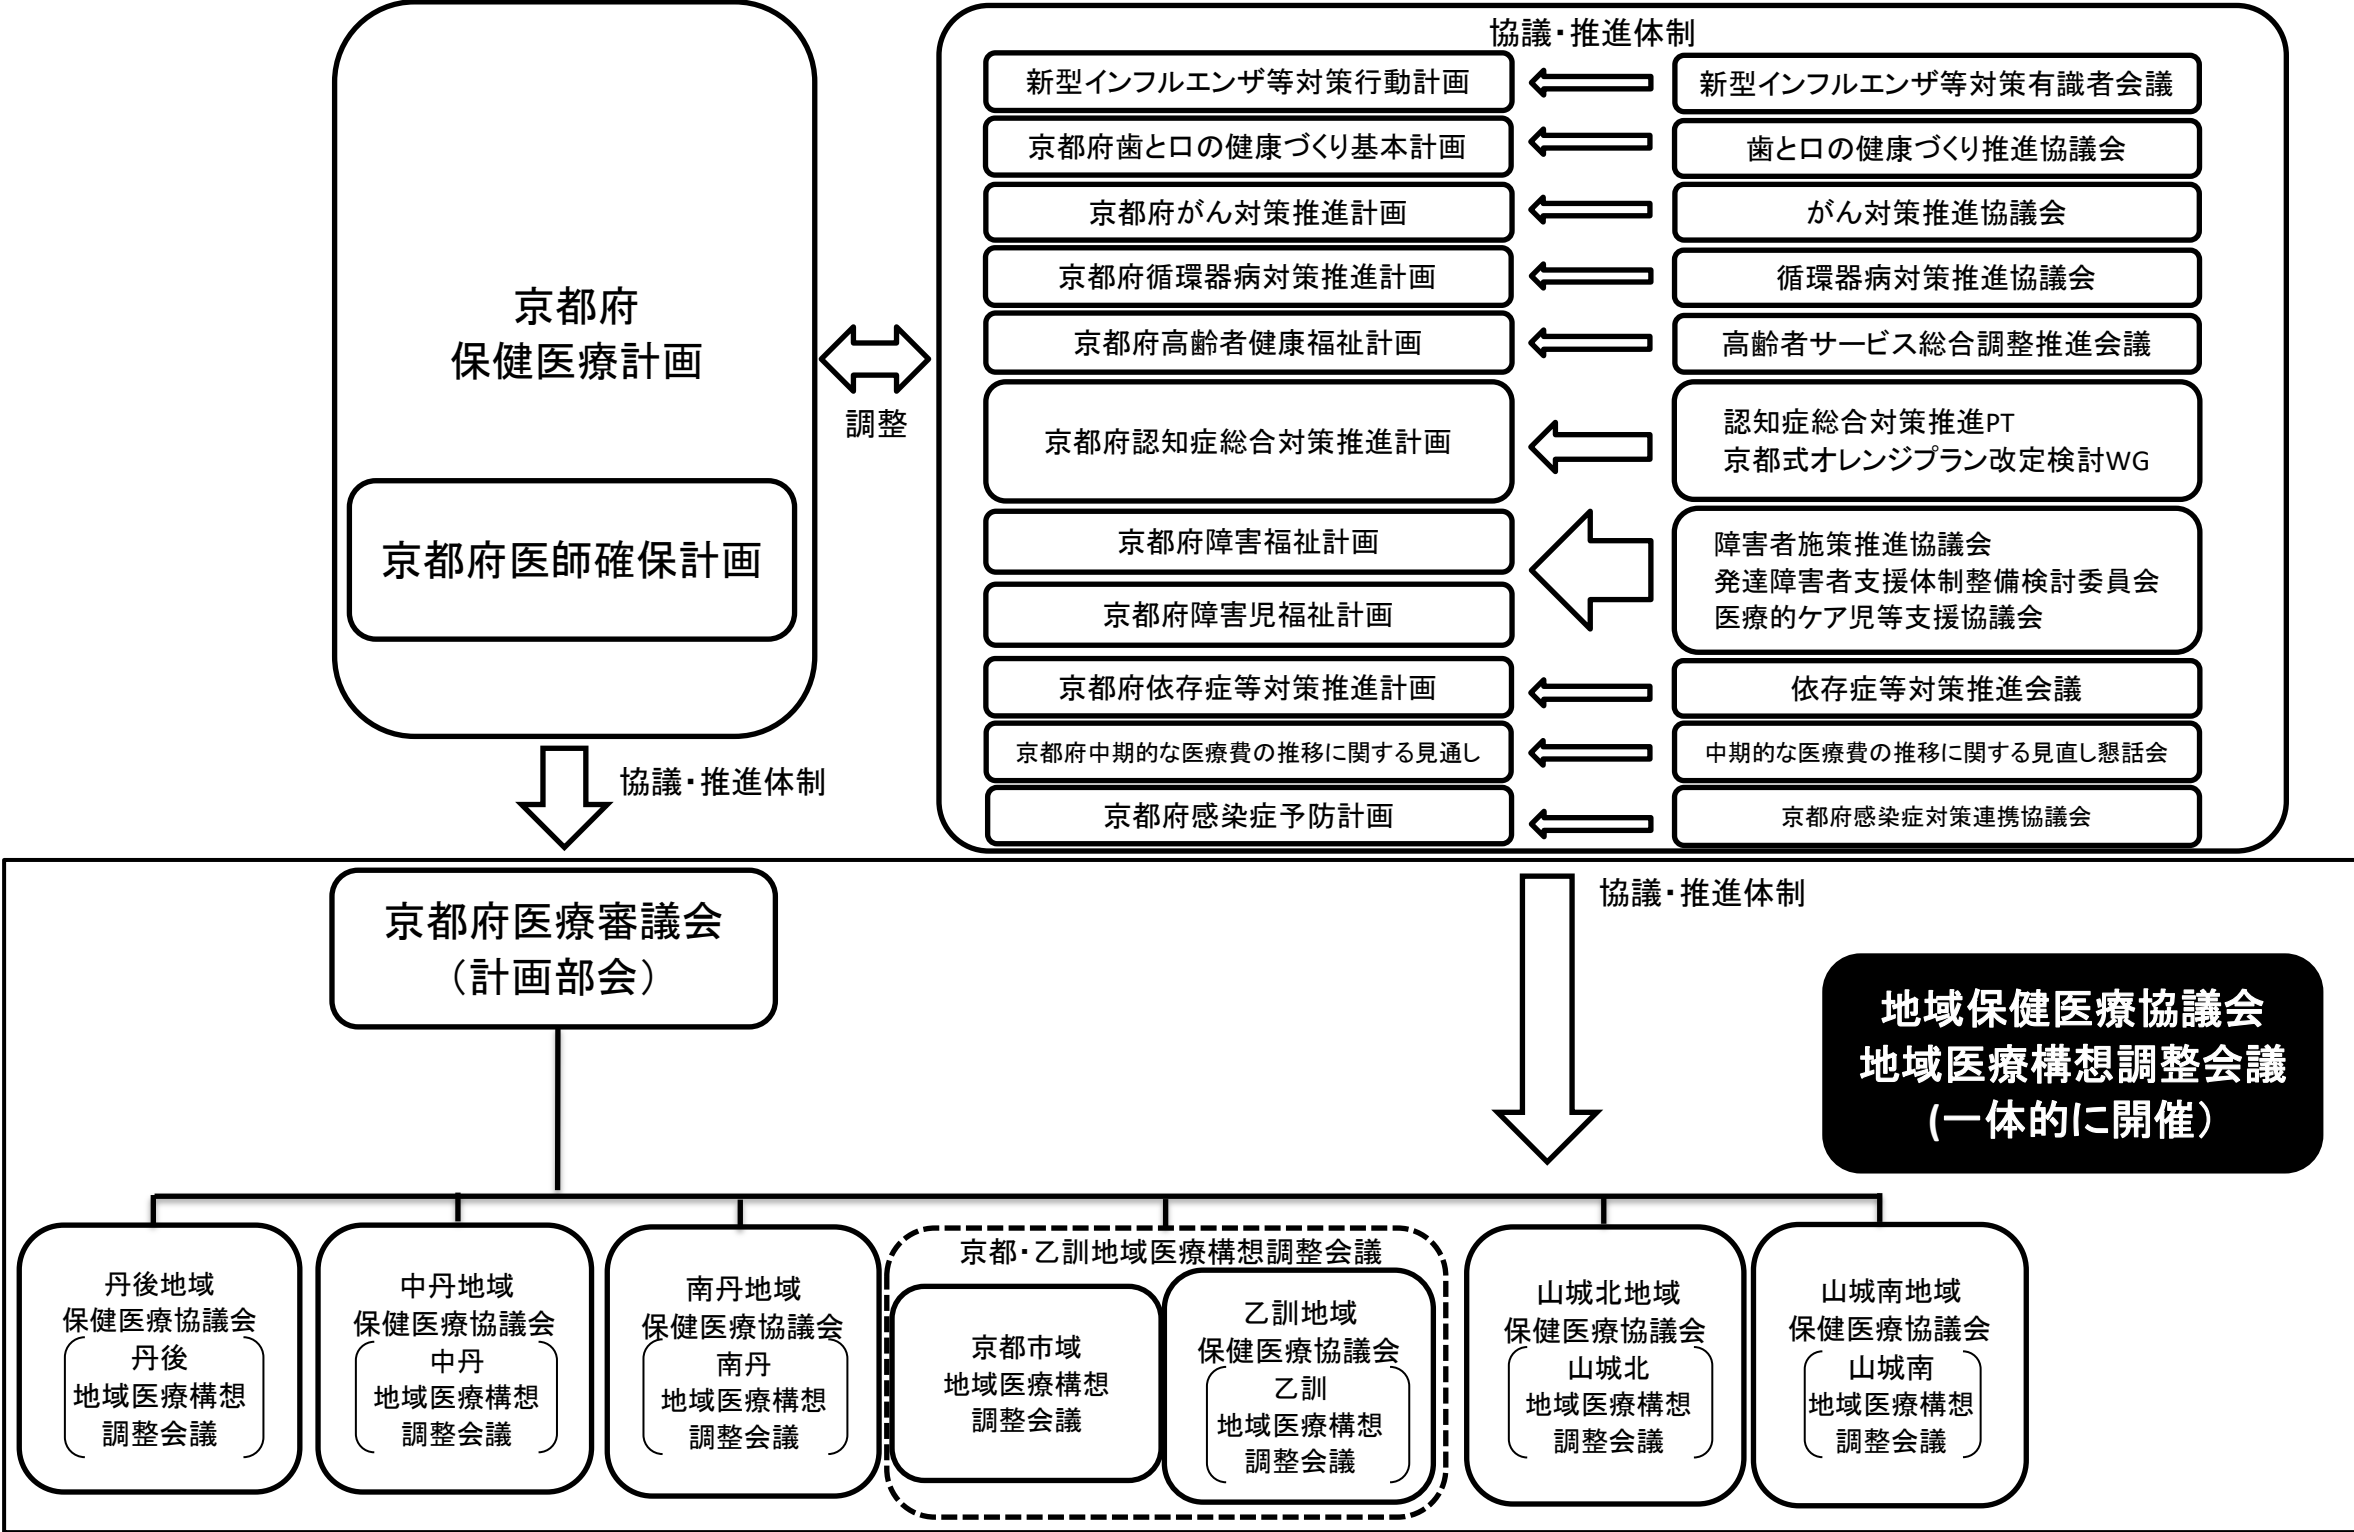 京都府
保健医療計画
京都府医師確保計画
調整
協議・推進体制
新型インフルエンザ等対策行動計画
新型インフルエンザ等対策有識者会議
京都府歯と口の健康づくり基本計画
歯と口の健康づくり推進協議会
京都府がん対策推進計画
がん対策推進協議会
京都府循環器病対策推進計画
循環器病対策推進協議会
京都府高齢者健康福祉計画
高齢者サービス総合調整推進会議
京都府認知症総合対策推進計画
認知症総合対策推進PT
京都式オレンジプラン改定検討WG
京都府障害福祉計画
京都府障害児福祉計画
障害者施策推進協議会
発達障害者支援体制整備検討委員会
医療的ケア児等支援協議会
京都府依存症等対策推進計画
依存症等対策推進会議
京都府中期的な医療費の推移に関する見通し
中期的な医療費の推移に関する見直し懇話会
京都府感染症予防計画
京都府感染症対策連携協議会
協議・推進体制
京都府医療審議会
（計画部会）
協議・推進体制
地域保健医療協議会
地域医療構想調整会議
(一体的に開催）
丹後地域
保健医療協議会
丹後
地域医療構想
調整会議
中丹地域
保健医療協議会
中丹
地域医療構想
調整会議
南丹地域
保健医療協議会
南丹
地域医療構想
調整会議
京都・乙訓地域医療構想調整会議
京都市域
地域医療構想
調整会議
乙訓地域
保健医療協議会
乙訓
地域医療構想
調整会議
山城北地域
保健医療協議会
山城北
地域医療構想
調整会議
山城南地域
保健医療協議会
山城南
地域医療構想
調整会議